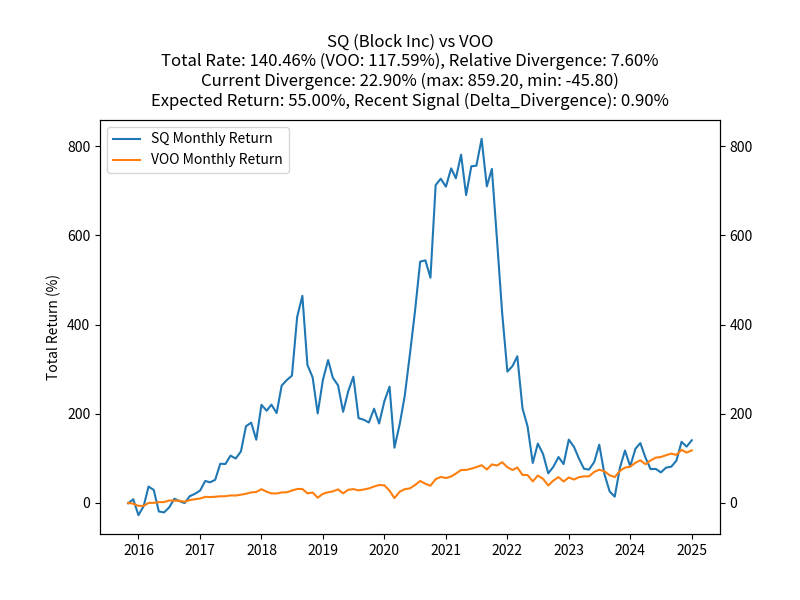 SQ (Block Inc) vs VOO
Total Rate: 140.46% (VOO: 117.59%), Relative Divergence: 7.60%
Current Divergence: 22.90% (max: 859.20, min: -45.80)
Expected Return: 55.00%, Recent Signal (Delta_Divergence): 0.90%
SQ Monthly Return
VOO Monthly Return
Total Return (%)
800
600
400
200
0
800
600
400
200
0
2016 2017 2018 2019 2020 2021 2022 2023 2024 2025